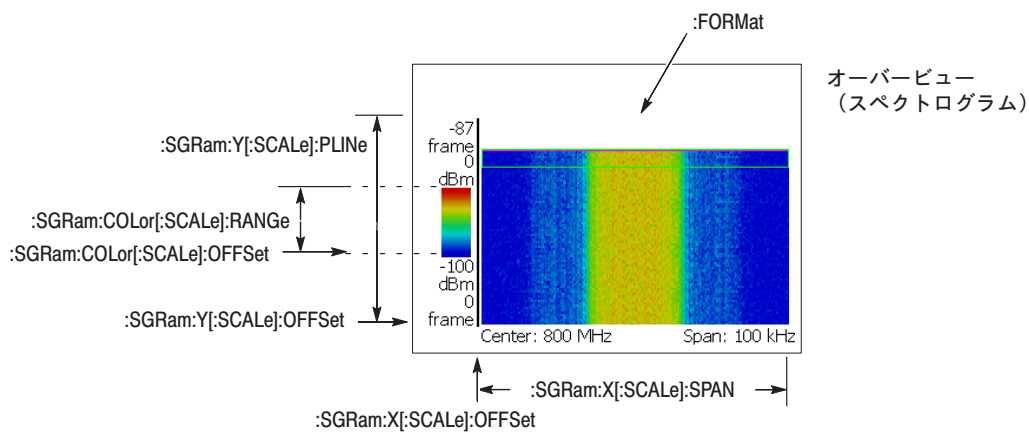 :FORMat
オーバービュー
（スペクトログラム）
-87
frame
:SGRam:Y[:SCALe]:PLINe
0
dBm
:SGRam:COLor[:SCALe]:RANGe
:SGRam:COLor[:SCALe]:OFFSet
-100
dBm
0
:SGRam:Y[:SCALe]:OFFSet
frame
Center: 800 MHz
Span: 100 kHz
:SGRam:X[:SCALe]:SPAN
:SGRam:X[:SCALe]:OFFSet